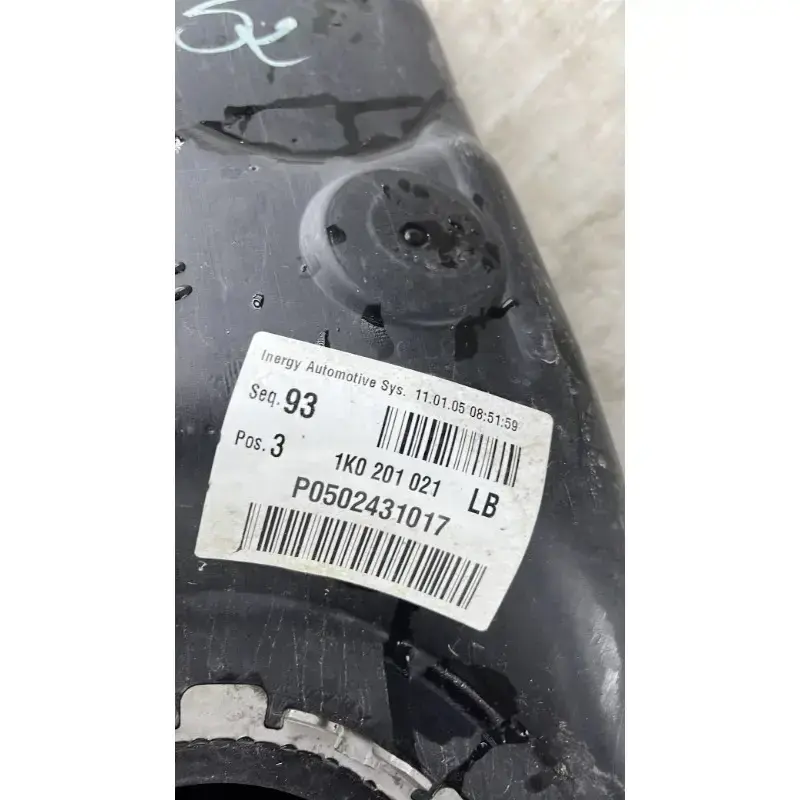 Inergy Automotive Sys. 11.01.05 08:51:59
Seq. 93
Pos. 3
1K0 201 021 LB
P0502431017